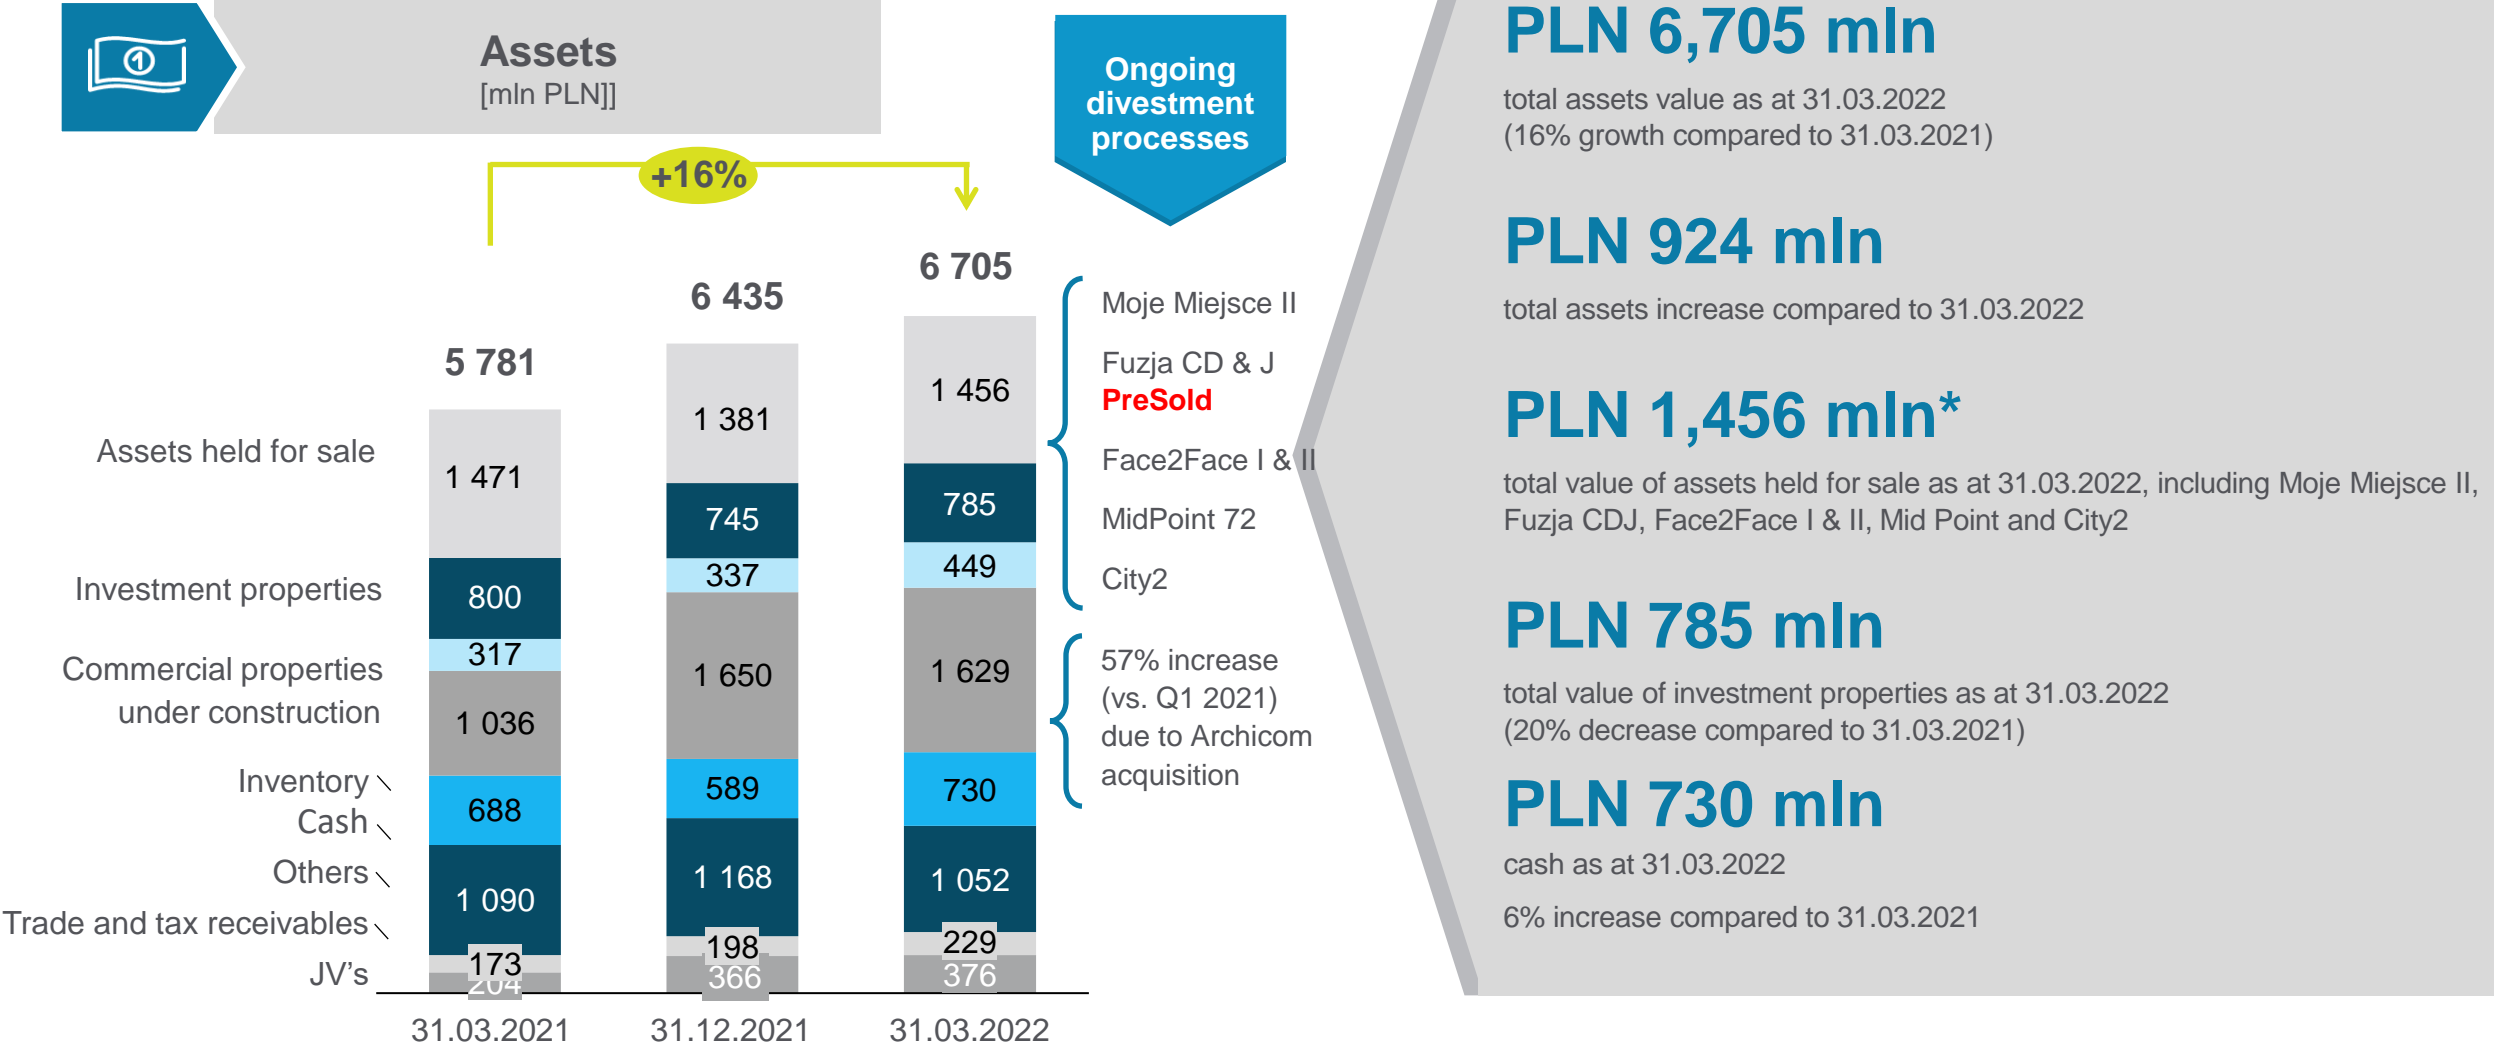 Assets
[mln PLN]]
+16%
5 781
6 435
6 705
Assets held for sale
Investment properties
Commercial properties
under construction
Inventory
Cash
Others
Trade and tax receivables
JV's
1 471
800
317
1 036
688
1 090
173
204
31.03.2021
1 381
745
337
1 650
589
1 168
198
366
31.12.2021
1 456
785
449
1 629
730
1 052
229
376
31.03.2022
Ongoing
divestment
processes
Moje Miejsce II
Fuzja CD & J
PreSold
Face2Face I & II
MidPoint 72
City2
57% increase
(vs. Q1 2021)
due to Archicom
acquisition
PLN 6,705 mln
total assets value as at 31.03.2022
(16% growth compared to 31.03.2021)
PLN 924 mln
total assets increase compared to 31.03.2022
PLN 1,456 mln*
total value of assets held for sale as at 31.03.2022, including Moje Miejsce II,
Fuzja CDJ, Face2Face I & II, Mid Point and City2
PLN 785 mln
total value of investment properties as at 31.03.2022
(20% decrease compared to 31.03.2021)
PLN 730 mln
cash as at 31.03.2022
6% increase compared to 31.03.2021